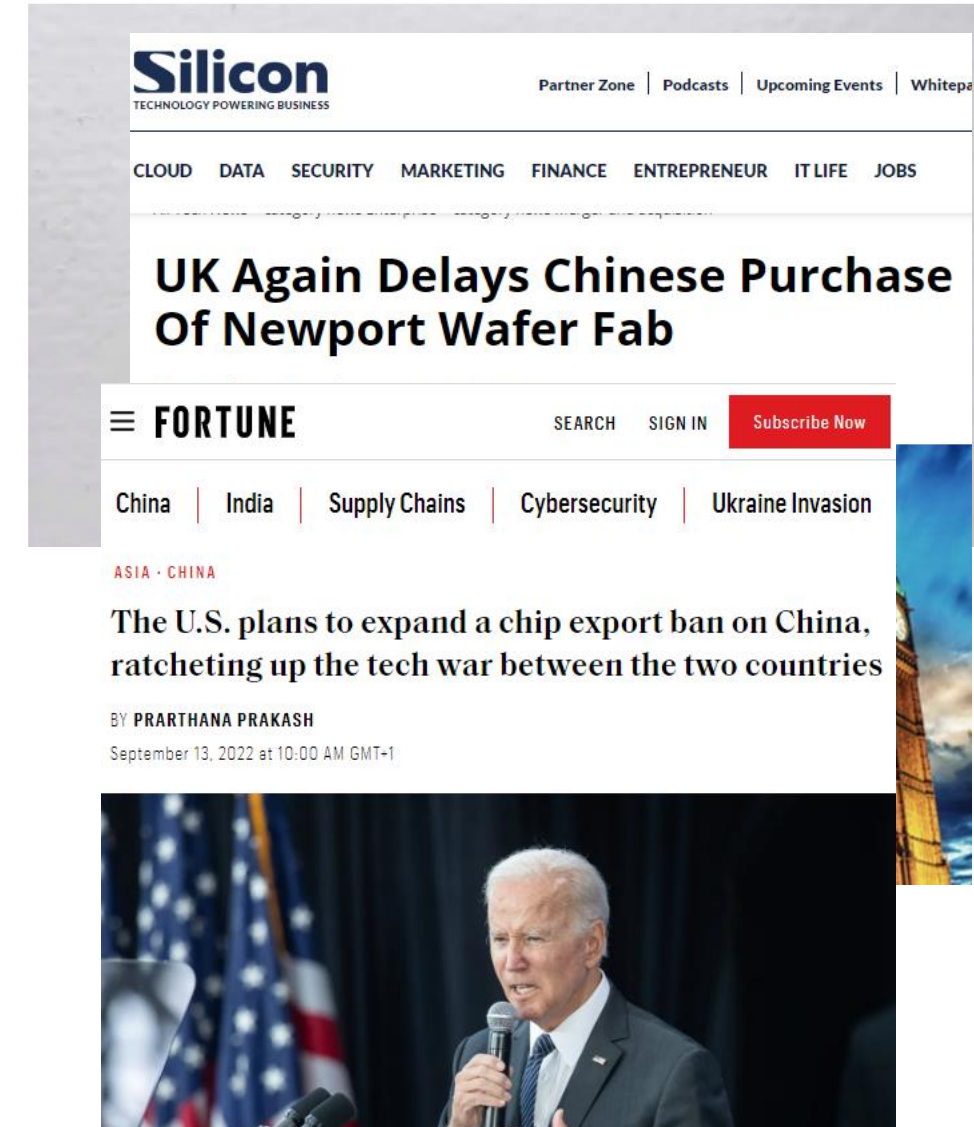 Silicon
TECHNOLOGY POWERING BUSINESS
Partner Zone | Podcasts | Upcoming Events | Whitepa
CLOUD DATA SECURITY MARKETING FINANCE ENTREPRENEUR IT LIFE JOBS
UK Again Delays Chinese Purchase
Of Newport Wafer Fab
FORTUNE
SEARCH SIGN IN Subscribe Now
China | India | Supply Chains | Cybersecurity | Ukraine Invasion
ASIA · CHINA
The U.S. plans to expand a chip export ban on China,
ratcheting up the tech war between the two countries
BY PRARTHANA PRAKASH
September 13, 2022 at 10:00 AM GMT+1